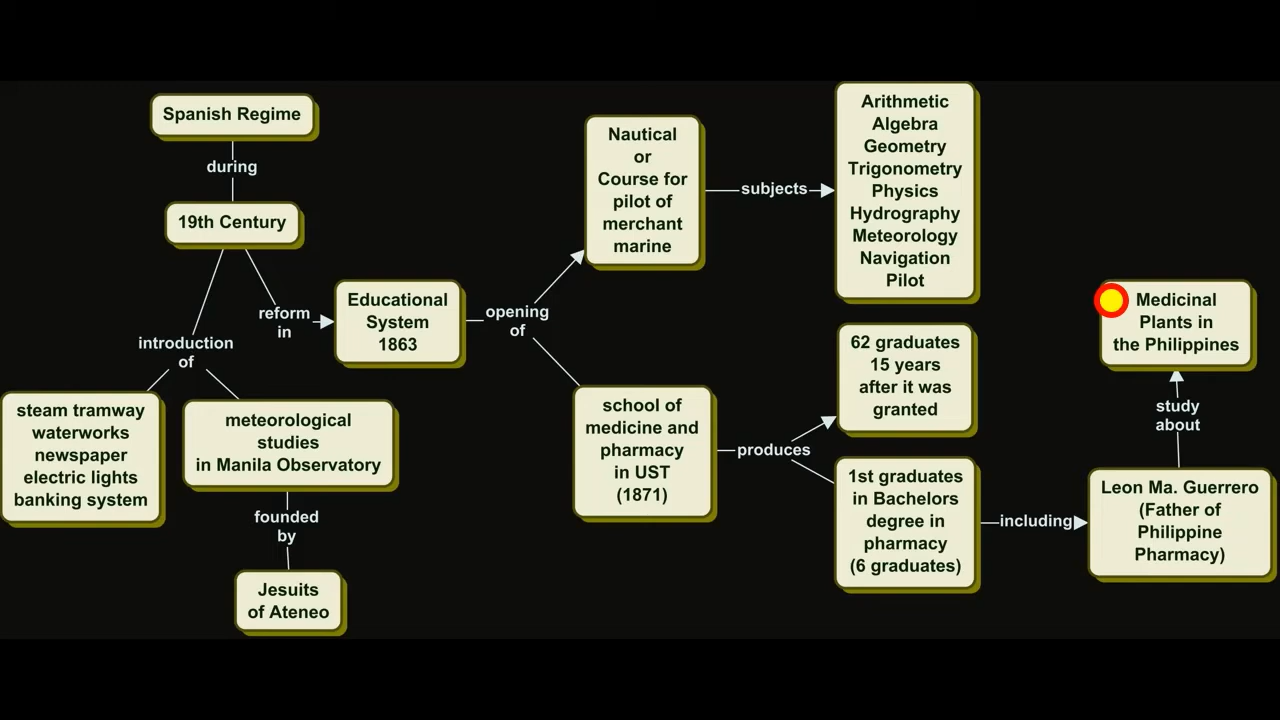 Spanish Regime
during
19th Century
introduction
of
reform
in
steam tramway
waterworks
newspaper
electric lights
banking system
meteorological
studies
in Manila Observatory
founded
by
Jesuits
of Ateneo
Educational
System
1863
opening
of
Nautical
or
Course for
pilot of
merchant
marine
subjects
Arithmetic
Algebra
Geometry
Trigonometry
Physics
Hydrography
Meteorology
Navigation
Pilot
school of
medicine and
pharmacy
in UST
(1871)
produces
62 graduates
15 years
after it was
granted
1st graduates
in Bachelors
degree in
pharmacy
(6 graduates)
including
Leon Ma. Guerrero
(Father of
Philippine
Pharmacy)
study
about
Medicinal
Plants in
the Philippines